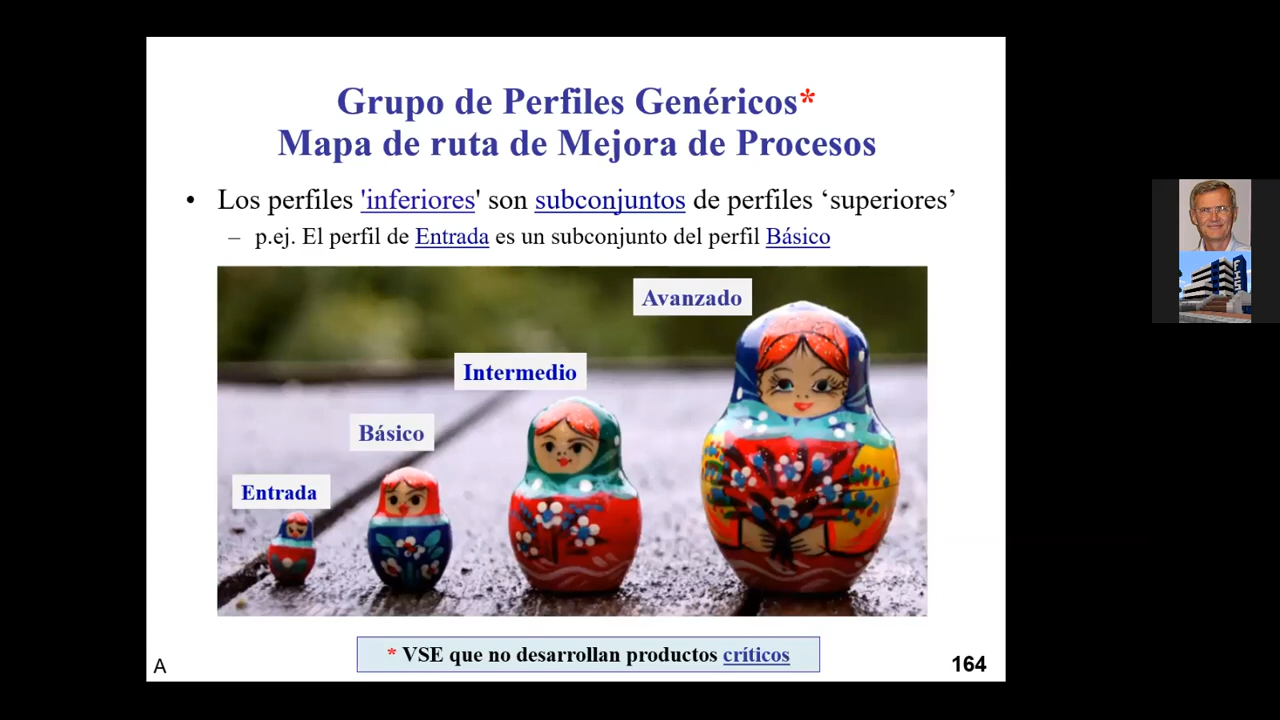 Grupo de Perfiles Genéricos*
Mapa de ruta de Mejora de Procesos
• Los perfiles 'inferiores' son subconjuntos de perfiles ‘superiores’
– p.ej. El perfil de Entrada es un subconjunto del perfil Básico
Avanzado
Intermedio
Básico
Entrada
* VSE que no desarrollan productos críticos
A
164